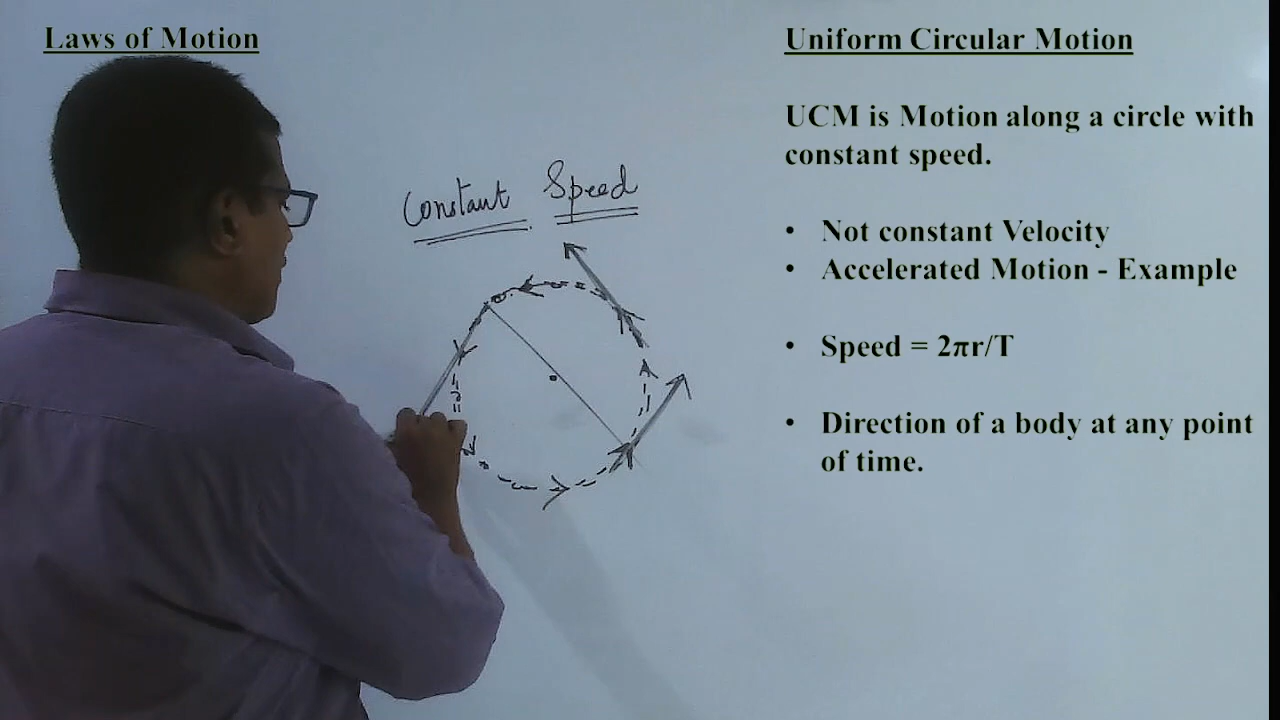 Laws of Motion
Uniform Circular Motion
UCM is Motion along a circle with
constant speed.
Constant Speed
• Not constant Velocity
• Accelerated Motion - Example
• Speed = 2πr/T
• Direction of a body at any point
of time.